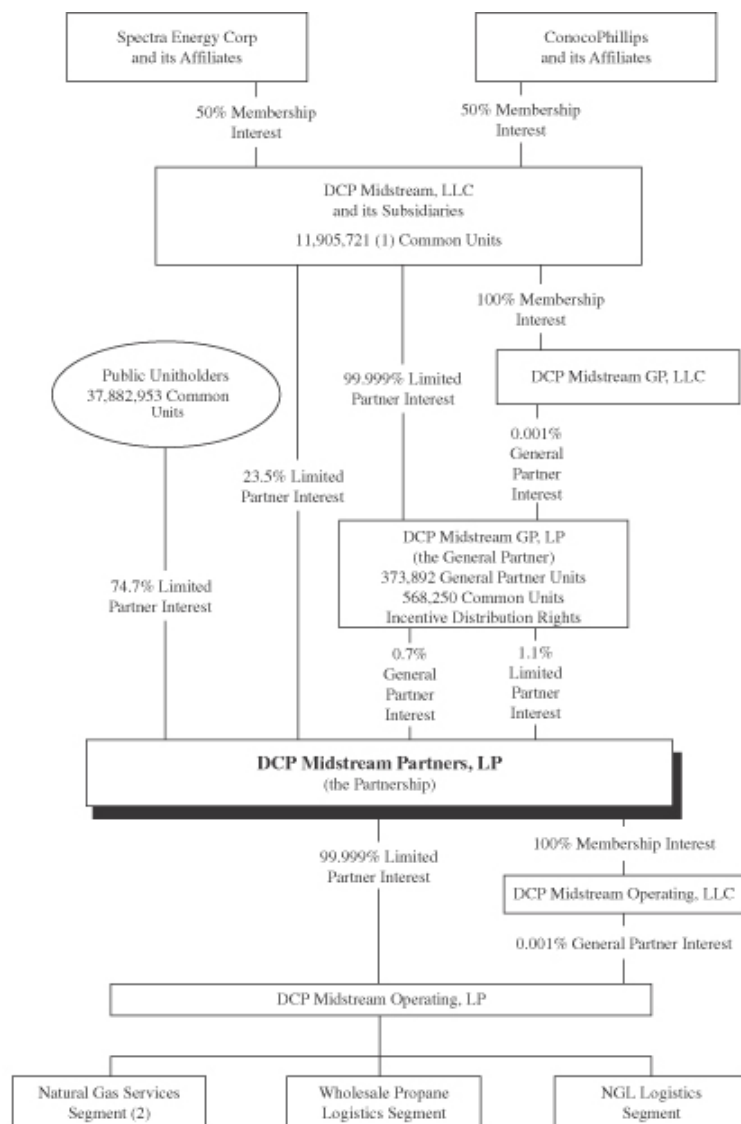 Spectra Energy Corp
and its Affiliates
ConocoPhillips
and its Affiliates
50% Membership
Interest
50% Membership
Interest
DCP Midstream, LLC
and its Subsidiaries
11,905,721 (1) Common Units
100% Membership
Interest
Public Unitholders
37,882,953 Common
Units
99.999% Limited
Partner Interest
DCP Midstream GP, LLC
0.001%
General
Partner
Interest
23.5% Limited
Partner Interest
DCP Midstream GP, LP
(the General Partner)
373,892 General Partner Units
568,250 Common Units
Incentive Distribution Rights
74.7% Limited
Partner Interest
0.7%
General
Partner
Interest
1.1%
Limited
Partner
Interest
DCP Midstream Partners, LP
(the Partnership)
99.999% Limited
Partner Interest
100% Membership Interest
DCP Midstream Operating, LLC
0.001% General Partner Interest
DCP Midstream Operating, LP
Natural Gas Services
Segment (2)
Wholesale Propane
Logistics Segment
NGL Logistics
Segment